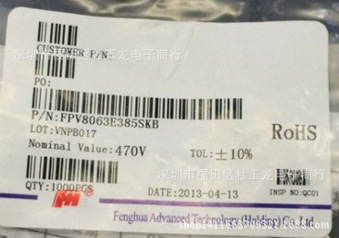 CUSTOMER P/N:
PO:
P/N:FPV8063E385SKB
LOT:VNPB017
RoHS
Nominal Value:470V
TOL:±10%
QTY:1000PCS
DATE:2013-04-13
INSP NO:QC01
Fenghua Advanced Technology (Holding) Co., Ltd